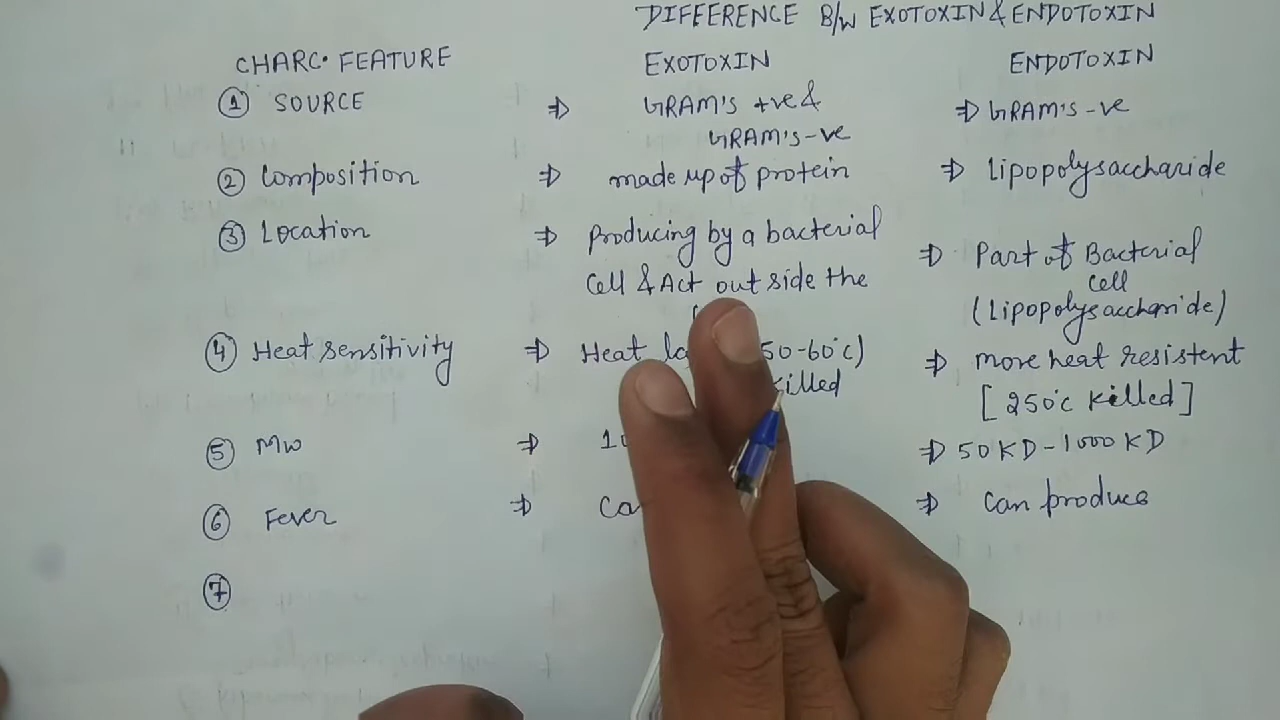 DIFFERENCE B/W EXOTOXIN & ENDOTOXIN
CHARC. FEATURE EXOTOXIN ENDOTOXIN
① SOURCE ⇒ GRAM'S +ve & ⇒ GRAM'S -ve
GRAM'S -ve
② Composition ⇒ made up of protein ⇒ Lipopolysaccharide
③ Location ⇒ Producing by a bacterial ⇒ Part of Bacterial
Cell & Act out side the Cell
(Lipopolysaccharide)
④ Heat sensitivity ⇒ Heat 50-60°c) ⇒ more heat resistent
killed [250°c killed]
⑤ MW ⇒ ⇒ 50 KD - 1000 KD
⑥ Fever ⇒ ⇒ Can produce
⑦